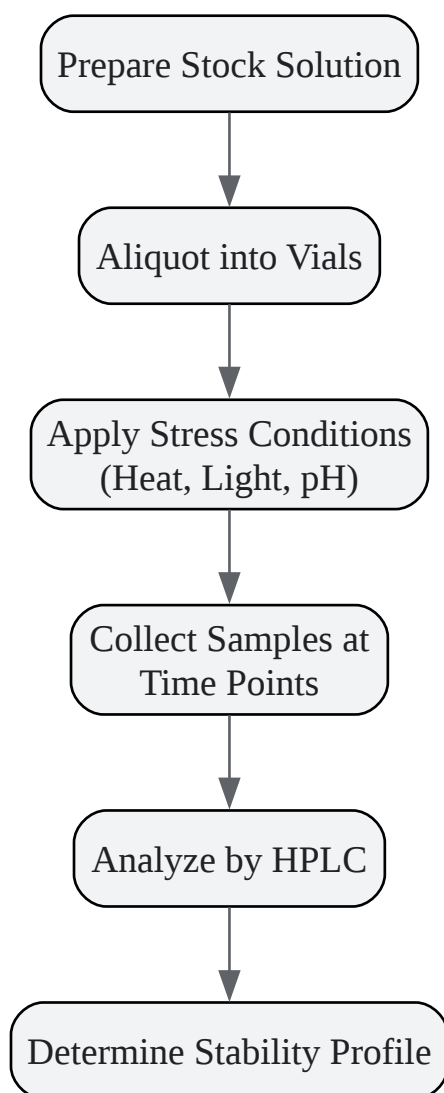 Prepare Stock Solution
Aliquot into Vials
Apply Stress Conditions
(Heat, Light, pH)
Collect Samples at
Time Points
Analyze by HPLC
Determine Stability Profile